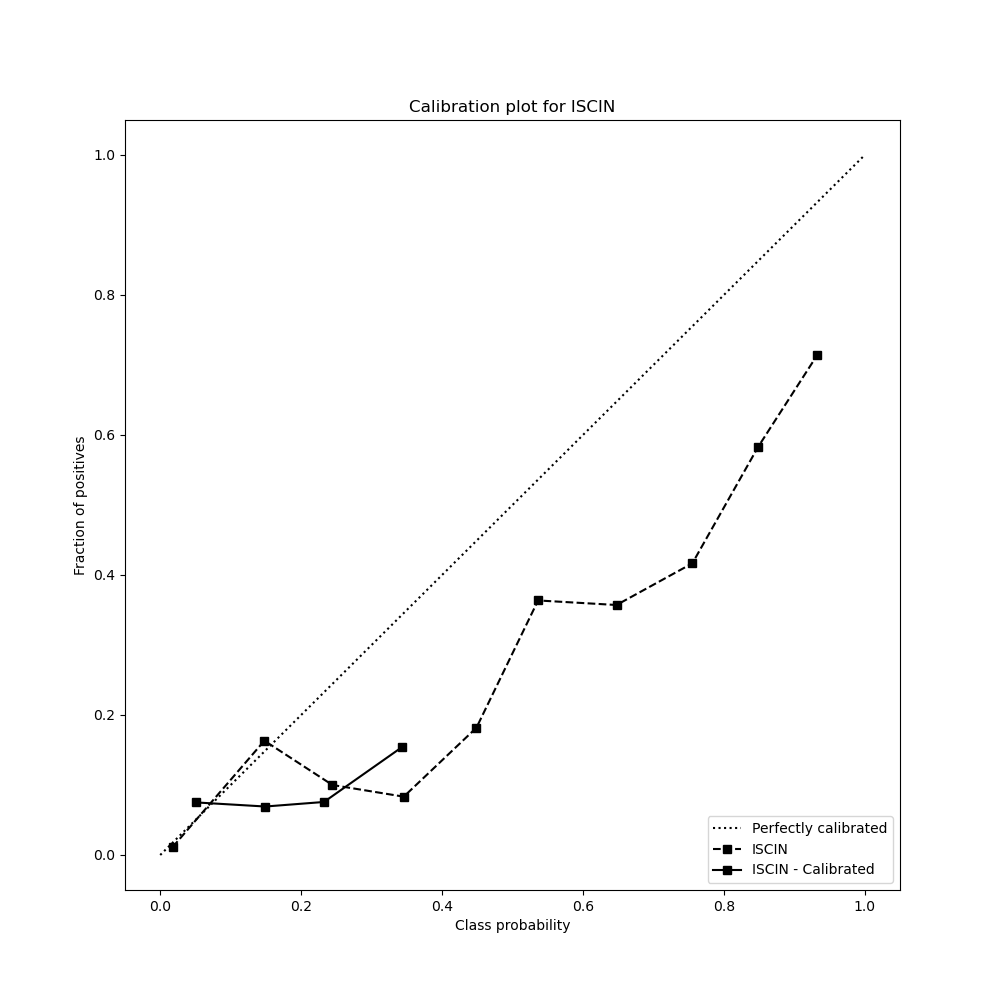 Calibration plot for ISCIN
1.0
0.8
0.6
0.4
0.2
0.0
Fraction of positives
0.0 0.2 0.4 0.6 0.8 1.0
Class probability
Perfectly calibrated
ISCIN
ISCIN - Calibrated